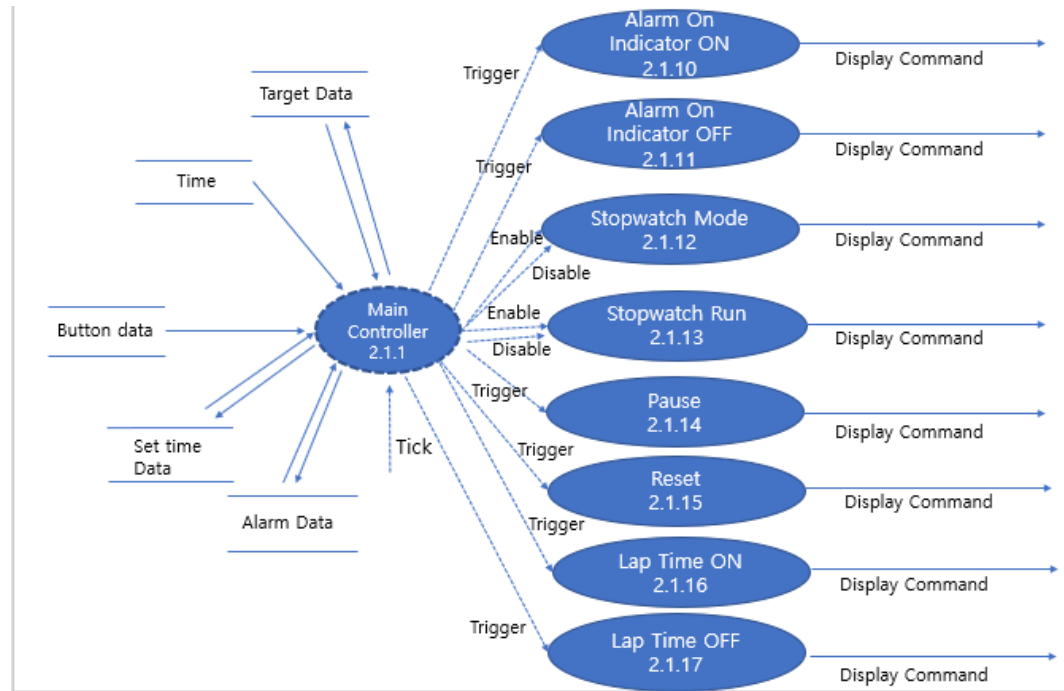 Alarm On
Indicator ON
2.1.10
Display Command
Trigger
Target Data
Alarm On
Indicator OFF
2.1.11
Display Command
Trigger
Time
Stopwatch Mode
2.1.12
Display Command
Enable
Disable
Main
Controller
2.1.1
Button data
Enable
Disable
Stopwatch Run
2.1.13
Display Command
Trigger
Pause
2.1.14
Display Command
Set time
Data
Tick
Trigger
Reset
2.1.15
Display Command
Alarm Data
Trigger
Lap Time ON
2.1.16
Display Command
Trigger
Lap Time OFF
2.1.17
Display Command